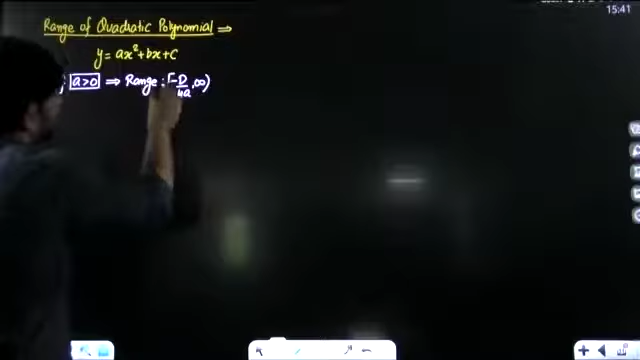 15:41
Range of Quadratic Polynomial ⇒
y = ax² + bx + c
a>0 ⇒ Range : [-D/4a, ∞)